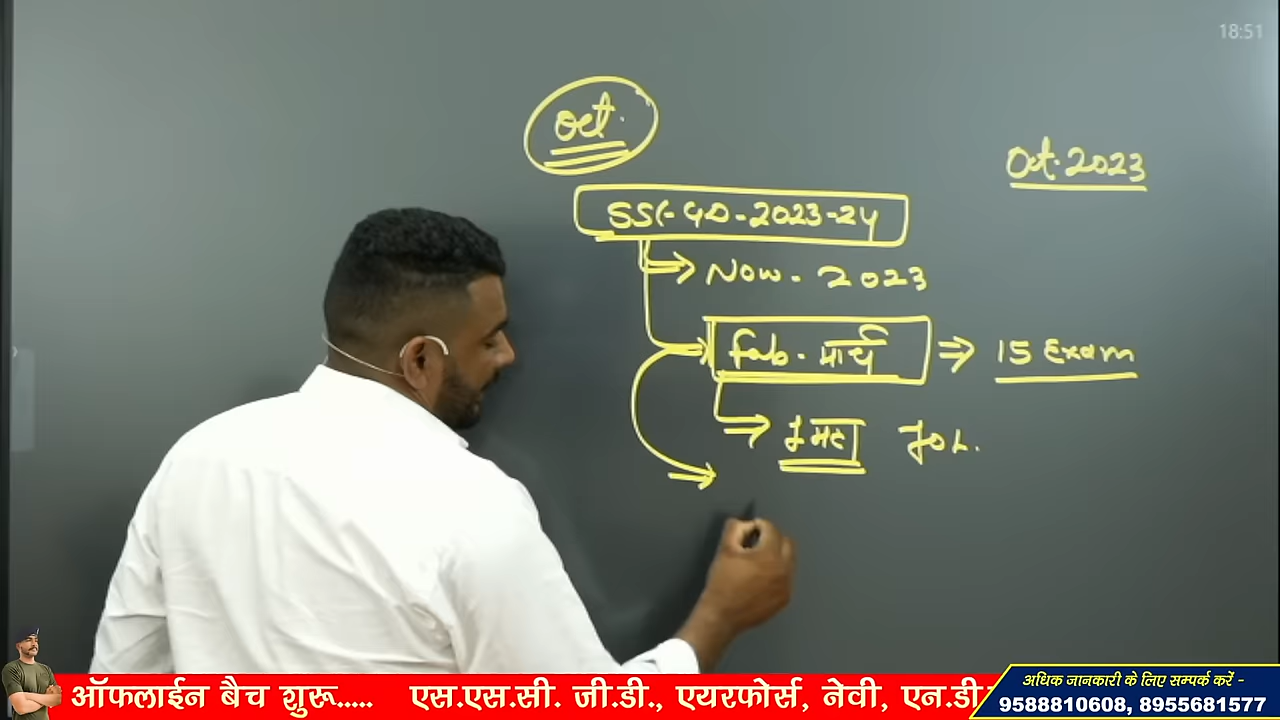 18:51
Oct.
Oct. 2023
SSC-GD-2023-24
Now. 2023
Feb. मार्च ⇒ 15 Exam
ऑफलाईन बैच शुरू..... एस.एस.सी. जी.डी., एयरफोर्स, नेवी, एन.डी
अधिक जानकारी के लिए सम्पर्क करें -
9588810608, 8955681577